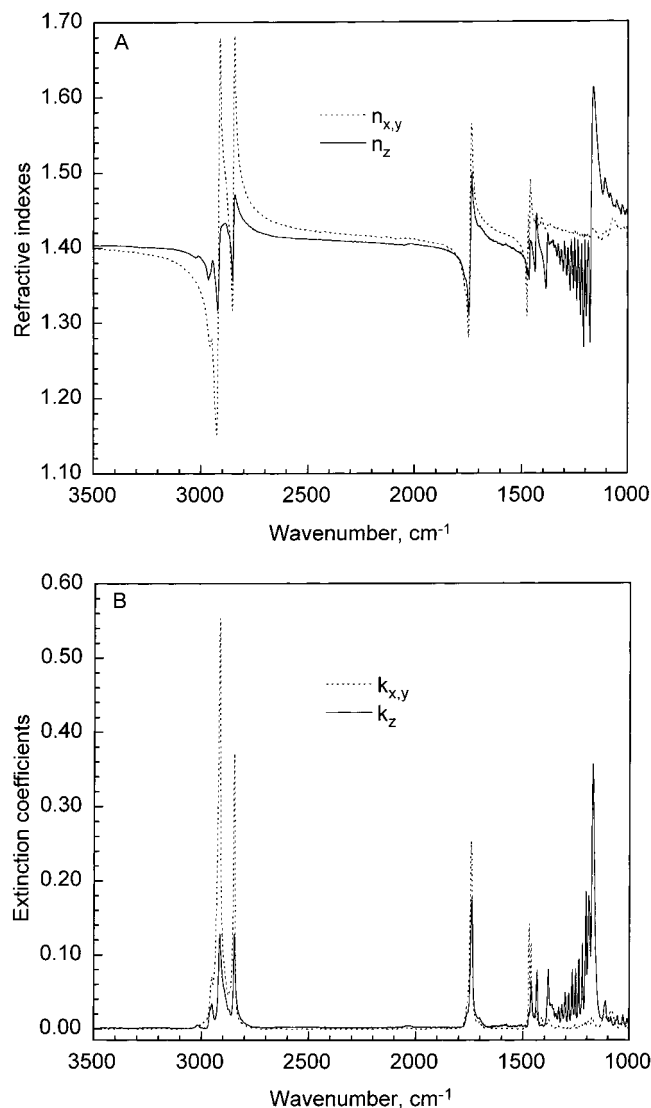 1.70
A
1.60
n_x,y
n_z
1.50
Refractive indexes
1.40
1.30
1.20
1.10
3500 3000 2500 2000 1500 1000
Wavenumber, cm⁻¹
0.60
B
0.50
k_x,y
k_z
0.40
Extinction coefficients
0.30
0.20
0.10
0.00
3500 3000 2500 2000 1500 1000
Wavenumber, cm⁻¹